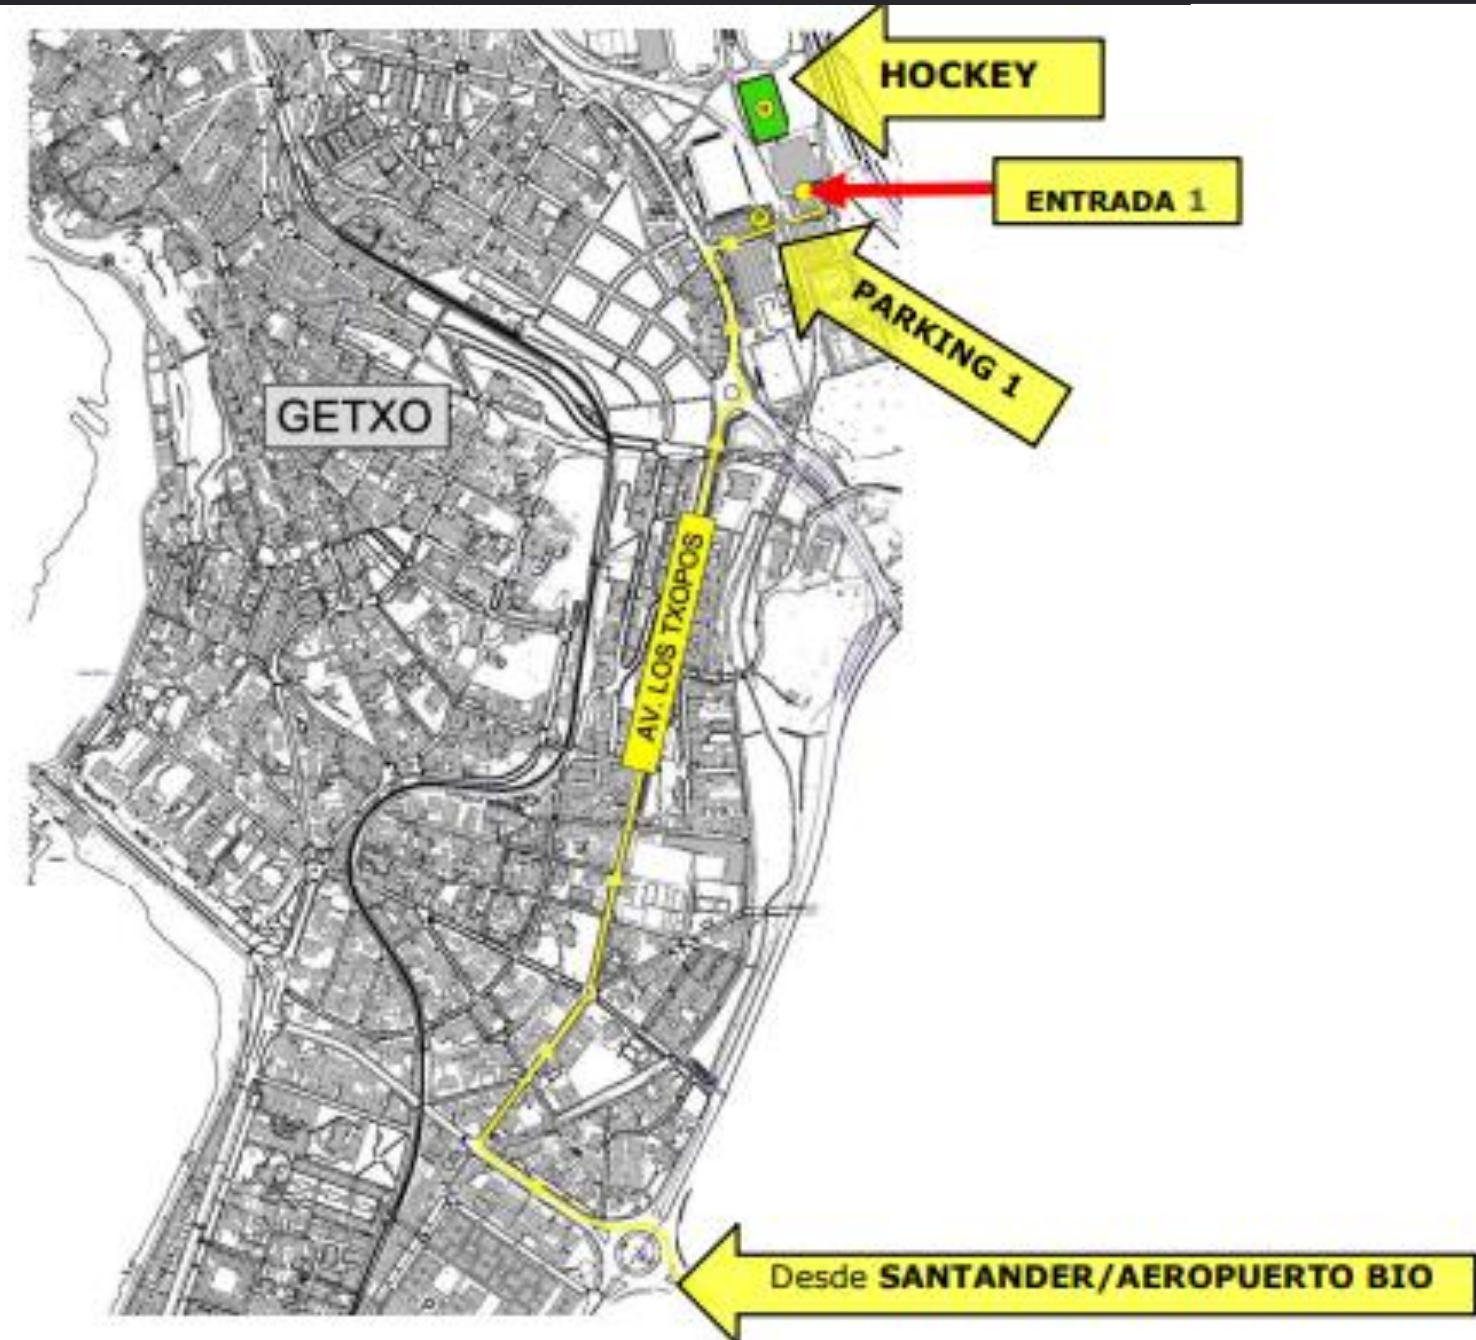 HOCKEY
ENTRADA 1
PARKING 1
GETXO
AV. LOS TXOPOS
Desde SANTANDER/AEROPUERTO BIO